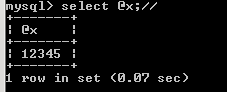 mysql> select @x;//
+-------+
| @x    |
+-------+
| 12345 |
+-------+
1 row in set (0.07 sec)